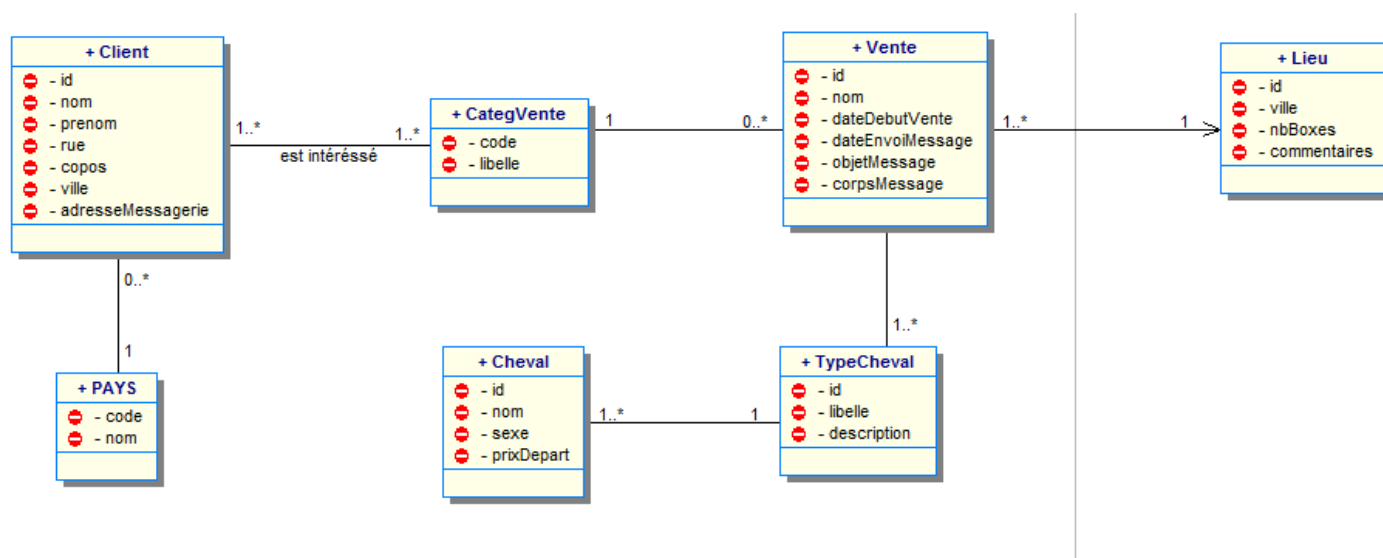 + Client
- id
- nom
- prenom
- rue
- copos
- ville
- adresseMessagerie
1..*
est intéréssé
1..*
+ CategVente
- code
- libelle
1
0..*
+ Vente
- id
- nom
- dateDebutVente
- dateEnvoiMessage
- objetMessage
- corpsMessage
1..*
1
+ Lieu
- id
- ville
- nbBoxes
- commentaires
0..*
1
+ PAYS
- code
- nom
+ Cheval
- id
- nom
- sexe
- prixDepart
1..*
1
1..*
+ TypeCheval
- id
- libelle
- description